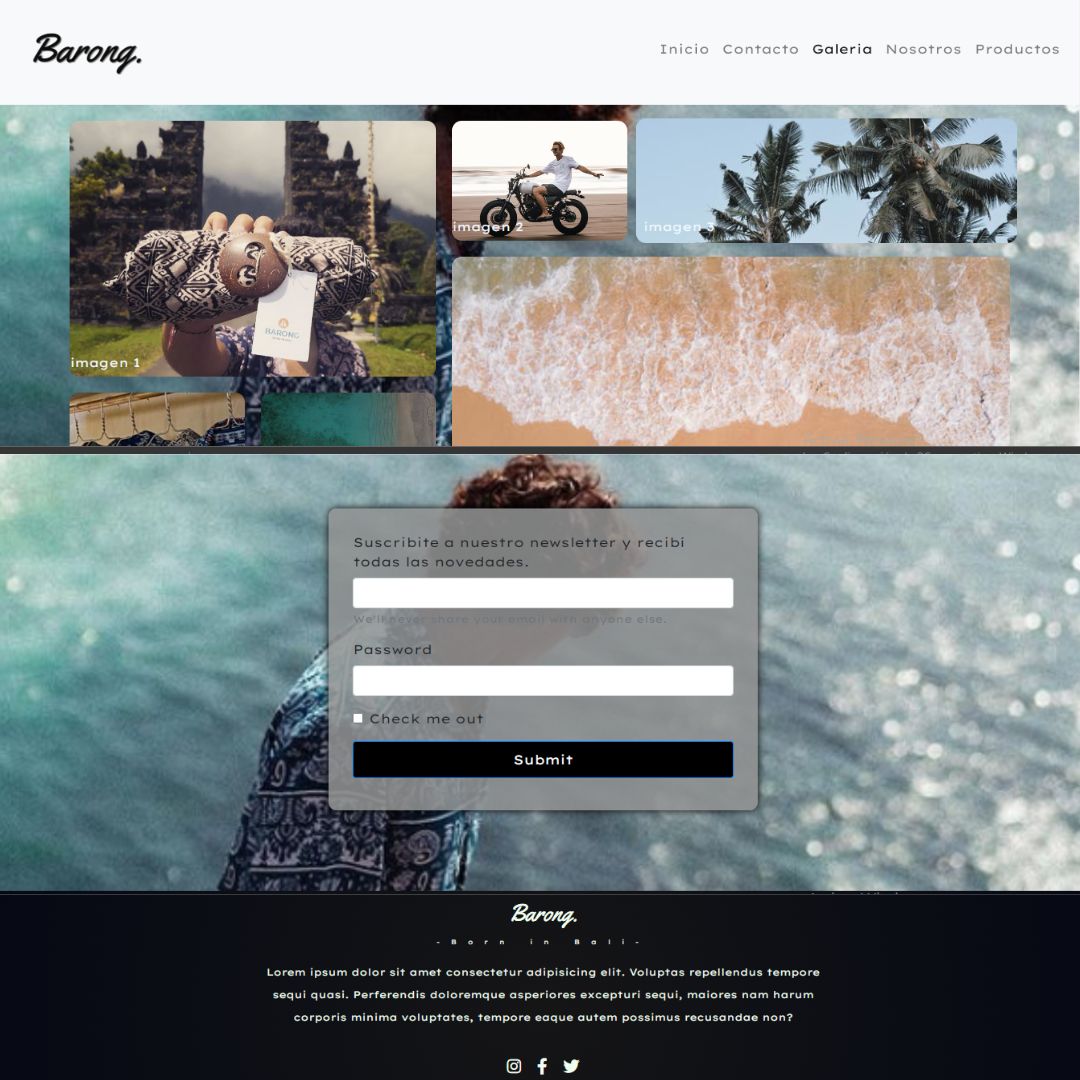 Barong.
Inicio Contacto Galeria Nosotros Productos
imagen 2
imagen 3
BARONG
imagen 1
Suscribite a nuestro newsletter y recibi
todas las novedades.
We'll never share your email with anyone else.
Password
Check me out
Submit
Barong.
- Born in Bali-
Lorem ipsum dolor sit amet consectetur adipisicing elit. Voluptas repellendus tempore
sequi quasi. Perferendis doloremque asperiores excepturi sequi, maiores nam harum
corporis minima voluptates, tempore eaque autem possimus recusandae non?